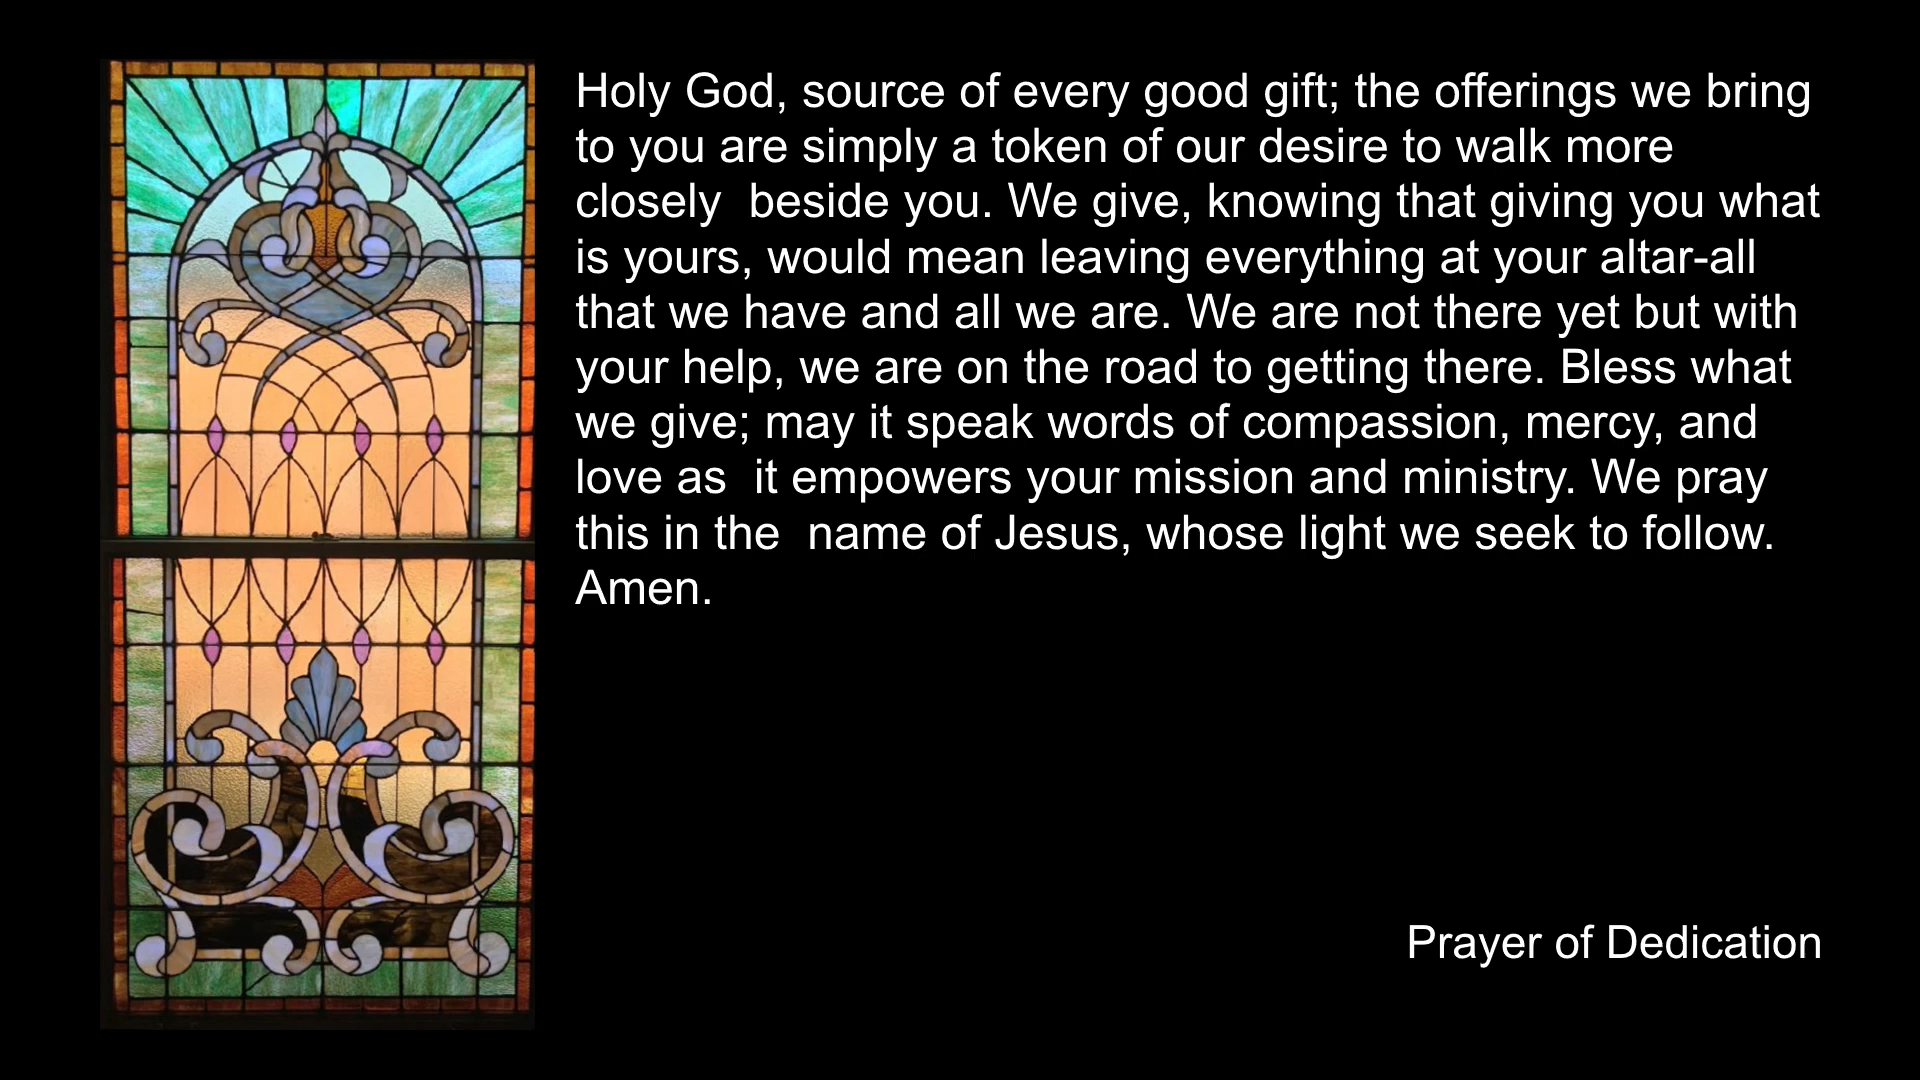 Holy God, source of every good gift; the offerings we bring
to you are simply a token of our desire to walk more
closely  beside you. We give, knowing that giving you what
is yours, would mean leaving everything at your altar-all
that we have and all we are. We are not there yet but with
your help, we are on the road to getting there. Bless what
we give; may it speak words of compassion, mercy, and
love as  it empowers your mission and ministry. We pray
this in the  name of Jesus, whose light we seek to follow.
Amen.
Prayer of Dedication